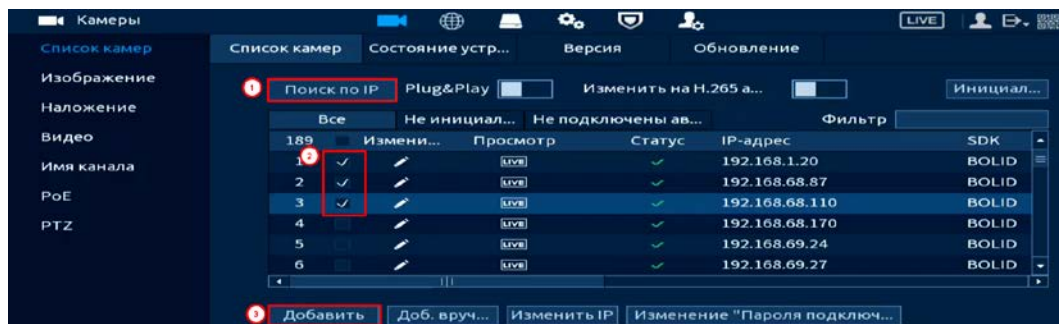 Камеры LIVE
Список камер Список камер Состояние устр... Версия Обновление
Изображение
1 Поиск по IP Plug&Play Изменить на H.265 а... Инициал...
Наложение
Все Не инициал... Не подключены ав... Фильтр
Видео
189 Измени... Просмотр Статус IP-адрес SDK
Имя канала
1 2 LIVE 192.168.1.20 BOLID
2 LIVE 192.168.68.87 BOLID
PoE
3 LIVE 192.168.68.110 BOLID
PTZ
4 LIVE 192.168.68.170 BOLID
5 LIVE 192.168.69.24 BOLID
6 LIVE 192.168.69.27 BOLID
3 Добавить Доб. вруч... Изменить IP Изменение "Пароля подключ...